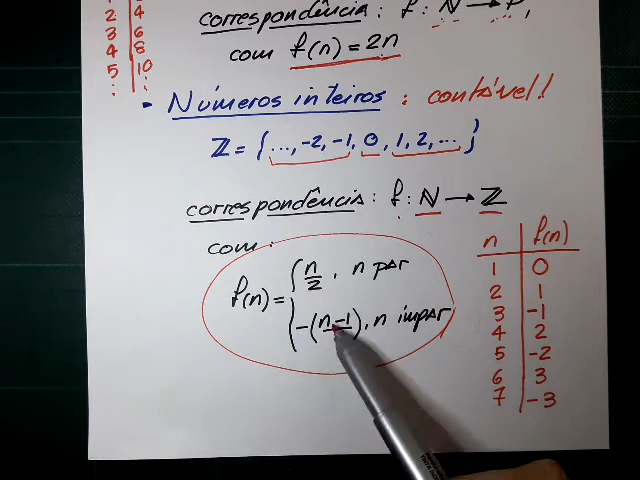 1 |
2 | 4
3 | 6
4 | 8
5 | 10
: | :
correspondência : f : N → P,
com f(n) = 2n
• Números inteiros : contável!
Z = {..., -2, -1, 0, 1, 2, ...}
correspondência : f : N → Z
com :
f(n) = { n/2 , n par
-(n-1) , n impar
n | f(n)
1 | 0
2 | 1
3 | -1
4 | 2
5 | -2
6 | 3
7 | -3